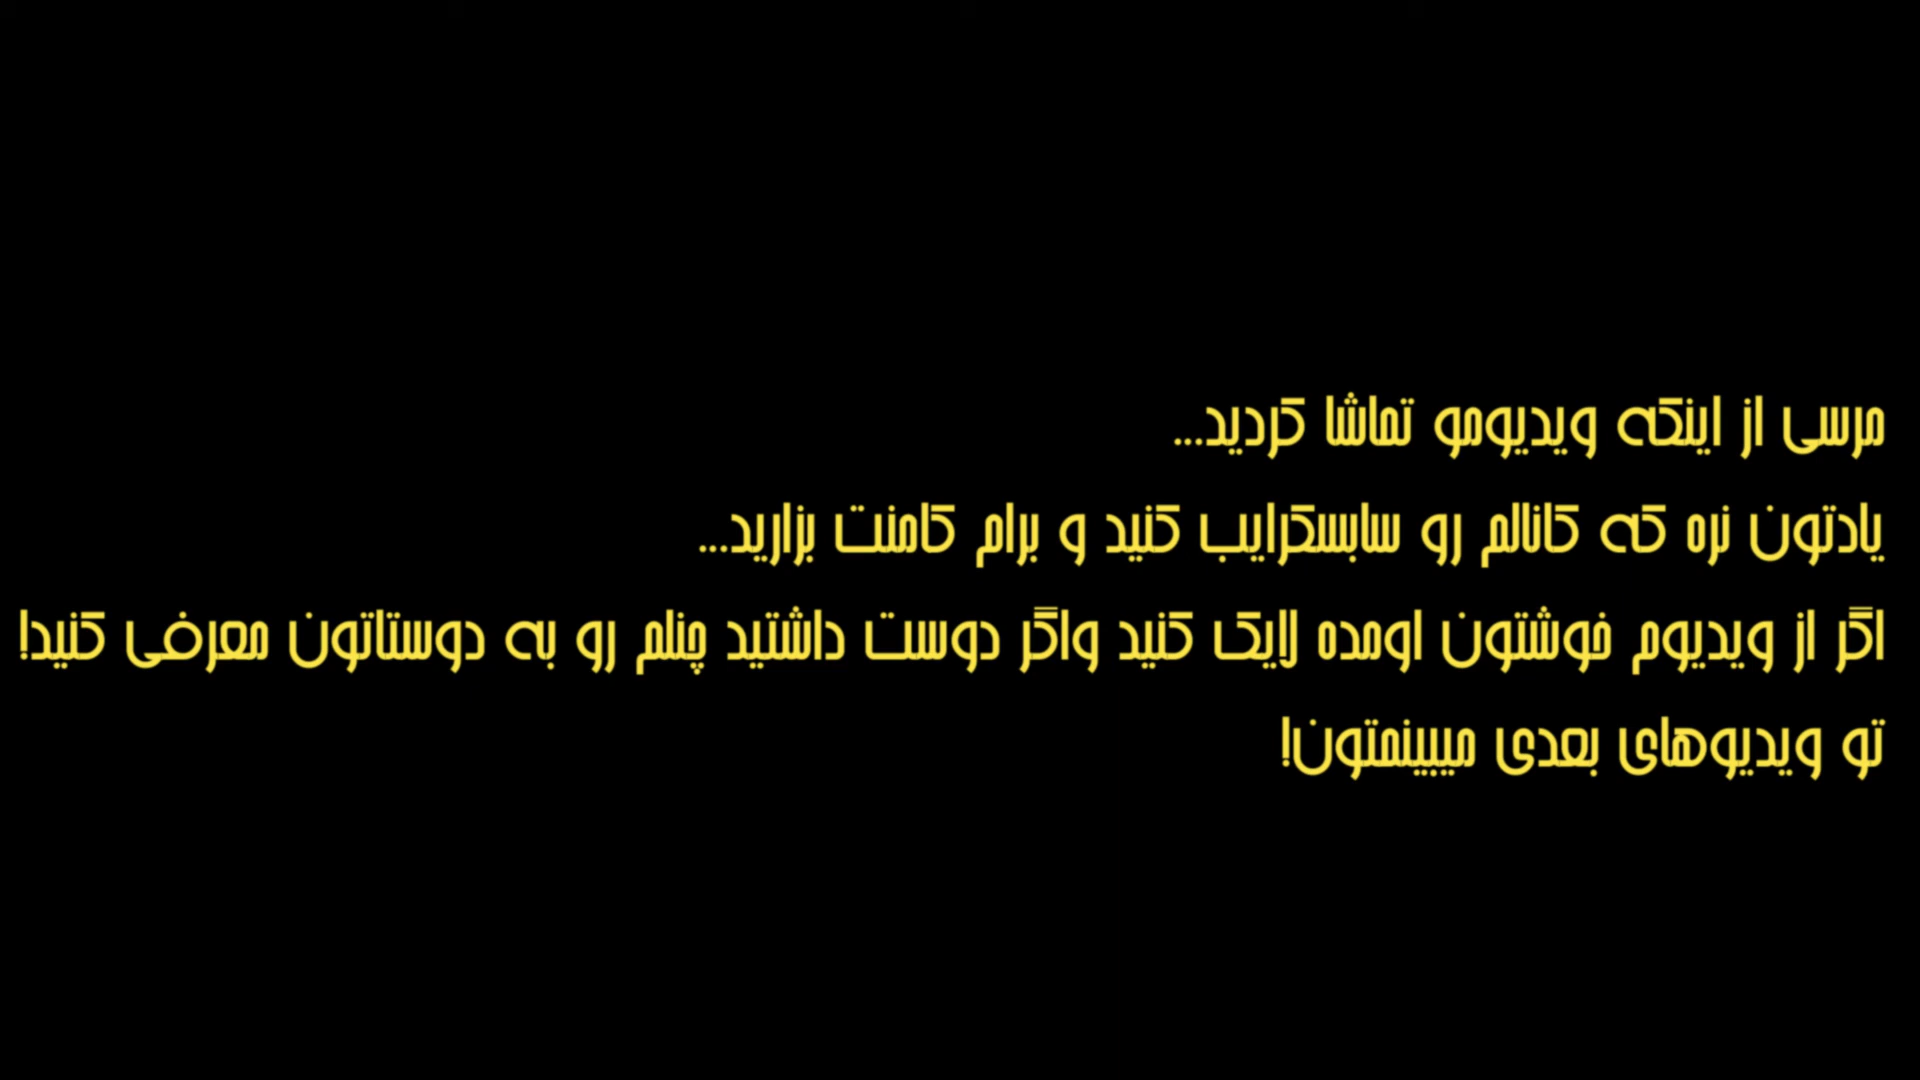 مرسی از اینکه ویدیومو تماشا کردید...
یادتون نره که کانالم رو سابسکرایب کنید و برام کامنت بزارید...
اگر از ویدیوم خوشتون اومده لایک کنید واگر دوست داشتید چنلم رو به دوستاتون معرفی کنید!
تو ویدیوهای بعدی میبینمتون!